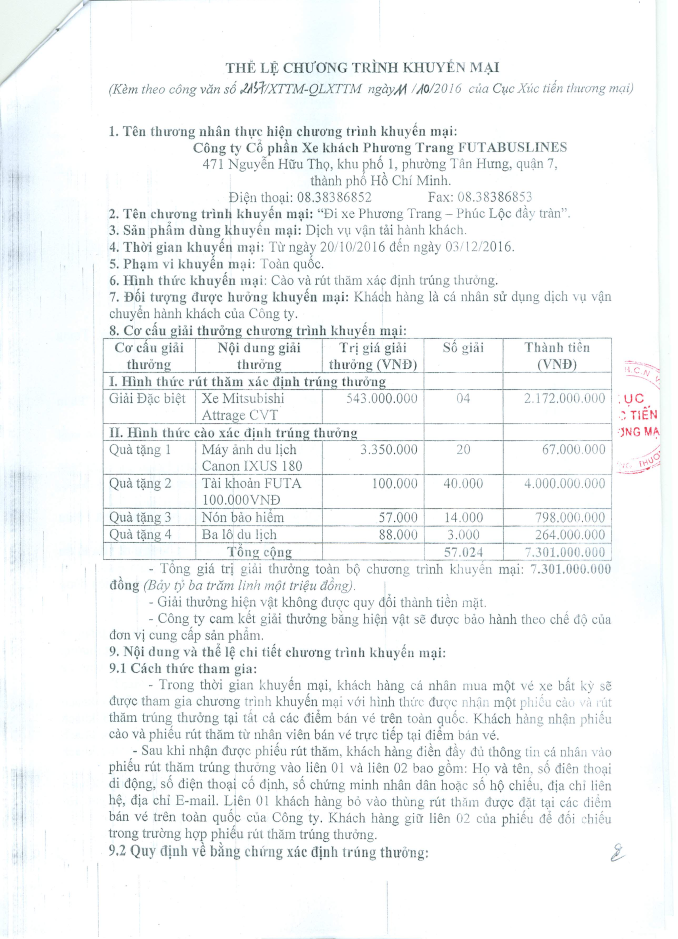 THỂ LỆ CHƯƠNG TRÌNH KHUYẾN MẠI
(Kèm theo công văn số 2157/XTTM-QLXTTM ngày 11/10/2016 của Cục Xúc tiến thương mại)
1. Tên thương nhân thực hiện chương trình khuyến mại:
Công ty Cổ phần Xe khách Phương Trang FUTABUSLINES
471 Nguyễn Hữu Thọ, khu phố 1, phường Tân Hưng, quận 7,
thành phố Hồ Chí Minh.
Điện thoại: 08.38386852 Fax: 08.38386853
2. Tên chương trình khuyến mại: “Đi xe Phương Trang – Phúc Lộc đầy tràn”.
3. Sản phẩm dùng khuyến mại: Dịch vụ vận tải hành khách.
4. Thời gian khuyến mại: Từ ngày 20/10/2016 đến ngày 03/12/2016.
5. Phạm vi khuyến mại: Toàn quốc.
6. Hình thức khuyến mại: Cào và rút thăm xác định trúng thưởng.
7. Đối tượng được hưởng khuyến mại: Khách hàng là cá nhân sử dụng dịch vụ vận
chuyển hành khách của Công ty.
8. Cơ cấu giải thưởng chương trình khuyến mại:
Cơ cấu giải Nội dung giải Trị giá giải Số giải Thành tiền
thưởng thưởng thưởng (VNĐ) (VNĐ)
I. Hình thức rút thăm xác định trúng thưởng
Giải Đặc biệt Xe Mitsubishi 543.000.000 04 2.172.000.000
Attrage CVT
II. Hình thức cào xác định trúng thưởng
Quà tặng 1 Máy ảnh du lịch 3.350.000 20 67.000.000
Canon IXUS 180
Quà tặng 2 Tài khoản FUTA 100.000 40.000 4.000.000.000
100.000VNĐ
Quà tặng 3 Nón bảo hiểm 57.000 14.000 798.000.000
Quà tặng 4 Ba lô du lịch 88.000 3.000 264.000.000
Tổng cộng 57.024 7.301.000.000
- Tổng giá trị giải thưởng toàn bộ chương trình khuyến mại: 7.301.000.000
đồng (Bảy tỷ ba trăm linh một triệu đồng).
- Giải thưởng hiện vật không được quy đổi thành tiền mặt.
- Công ty cam kết giải thưởng bằng hiện vật sẽ được bảo hành theo chế độ của
đơn vị cung cấp sản phẩm.
9. Nội dung và thể lệ chi tiết chương trình khuyến mại:
9.1 Cách thức tham gia:
- Trong thời gian khuyến mại, khách hàng cá nhân mua một vé xe bất kỳ sẽ
được tham gia chương trình khuyến mại với hình thức được nhận một phiếu cào và rút
thăm trúng thưởng tại tất cả các điểm bán vé trên toàn quốc. Khách hàng nhận phiếu
cào và phiếu rút thăm từ nhân viên bán vé trực tiếp tại điểm bán vé.
- Sau khi nhận được phiếu rút thăm, khách hàng điền đầy đủ thông tin cá nhân vào
phiếu rút thăm trúng thưởng vào liên 01 và liên 02 bao gồm: Họ và tên, số điện thoại
di động, số điện thoại cố định, số chứng minh nhân dân hoặc số hộ chiếu, địa chỉ liên
hệ, địa chỉ E-mail. Liên 01 khách hàng bỏ vào thùng rút thăm được đặt tại các điểm
bán vé trên toàn quốc của Công ty. Khách hàng giữ liên 02 của phiếu để đối chiếu
trong trường hợp phiếu rút thăm trúng thưởng.
9.2 Quy định về bằng chứng xác định trúng thưởng: